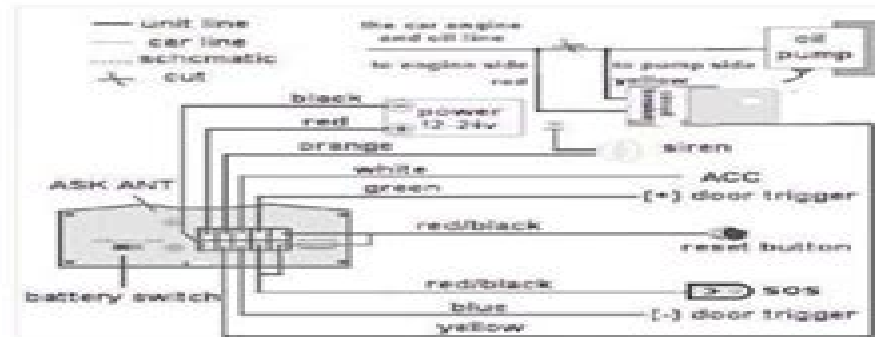 unit line
car line
schematic
cut
the car engine
and oil line
to engine side
red
to pump side
yellow
oil
pump
black
red
power
12-24v
orange
siren
white
ACC
green
[+] door trigger
ASK ANT
red/black
reset button
battery switch
red/black
SOS
blue
[-] door trigger
yellow